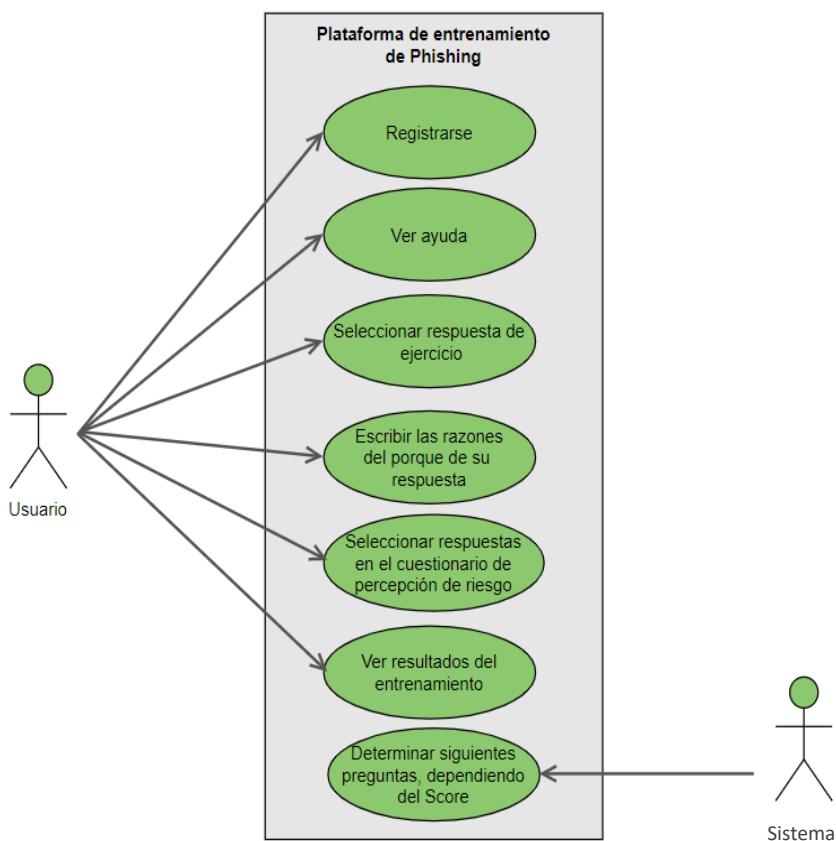 Plataforma de entrenamiento
de Phishing
Registrarse
Ver ayuda
Seleccionar respuesta de
ejercicio
Escribir las razones
del porque de su
respuesta
Usuario
Seleccionar respuestas
en el cuestionario de
percepción de riesgo
Ver resultados del
entrenamiento
Determinar siguientes
preguntas, dependiendo
del Score
Sistema